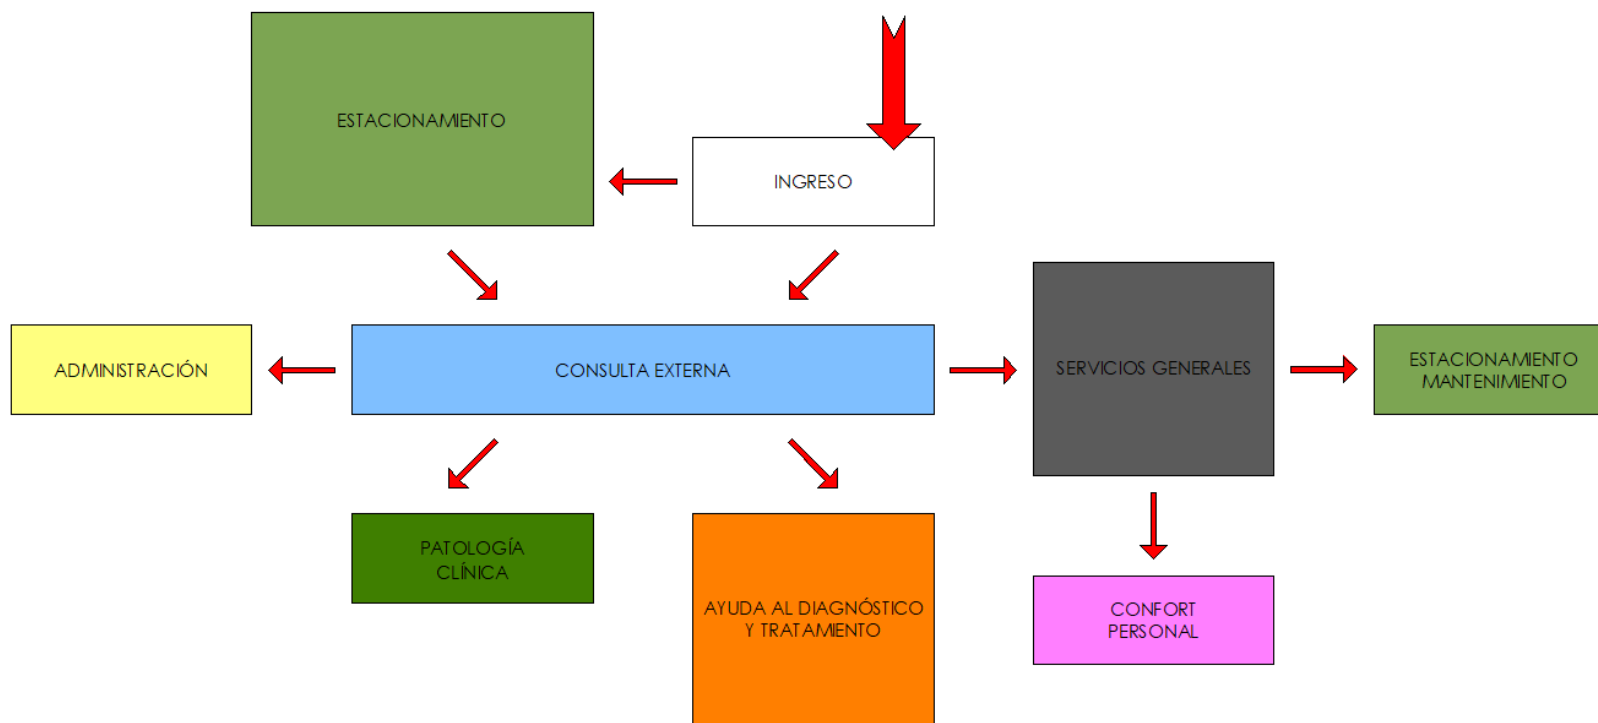 ESTACIONAMIENTO
INGRESO
ADMINISTRACIÓN
CONSULTA EXTERNA
SERVICIOS GENERALES
ESTACIONAMIENTO
MANTENIMIENTO
PATOLOGÍA
CLÍNICA
AYUDA AL DIAGNÓSTICO
Y TRATAMIENTO
CONFORT
PERSONAL